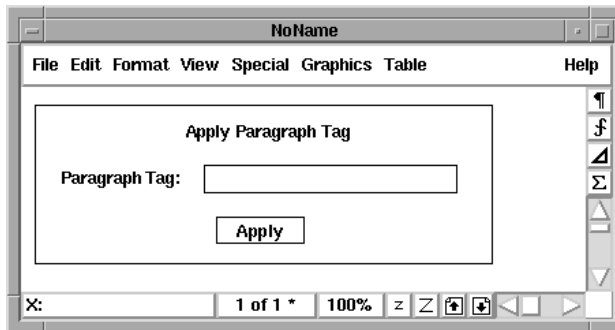 NoName
File Edit Format View Special Graphics Table Help
¶
Apply Paragraph Tag
Paragraph Tag:
Σ
Apply
X: 1 of 1 * 100% z Z